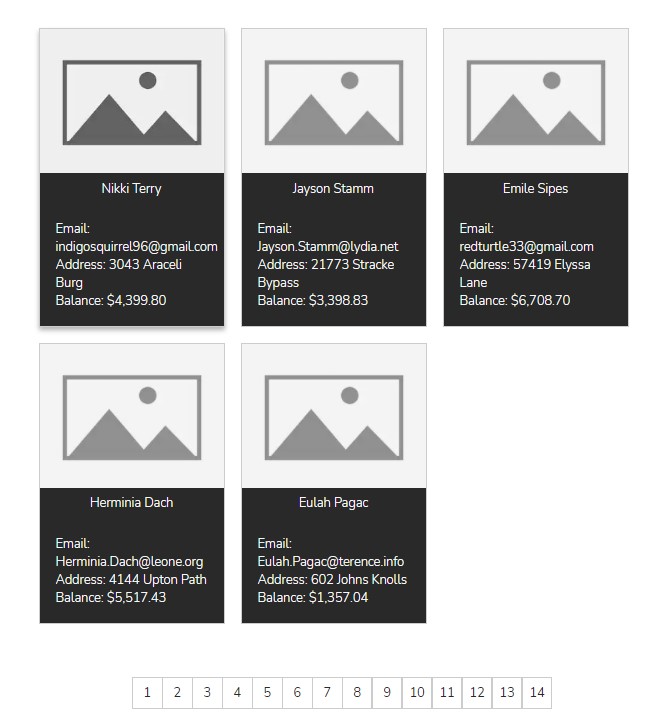 Nikki Terry
Email:
indigosquirrel96@gmail.com
Address: 3043 Araceli
Burg
Balance: $4,399.80
Jayson Stamm
Email:
Jayson.Stamm@lydia.net
Address: 21773 Stracke
Bypass
Balance: $3,398.83
Emile Sipes
Email:
redturtle33@gmail.com
Address: 57419 Elyssa
Lane
Balance: $6,708.70
Herminia Dach
Email:
Herminia.Dach@leone.org
Address: 4144 Upton Path
Balance: $5,517.43
Eulah Pagac
Email:
Eulah.Pagac@terence.info
Address: 602 Johns Knolls
Balance: $1,357.04
1 2 3 4 5 6 7 8 9 10 11 12 13 14